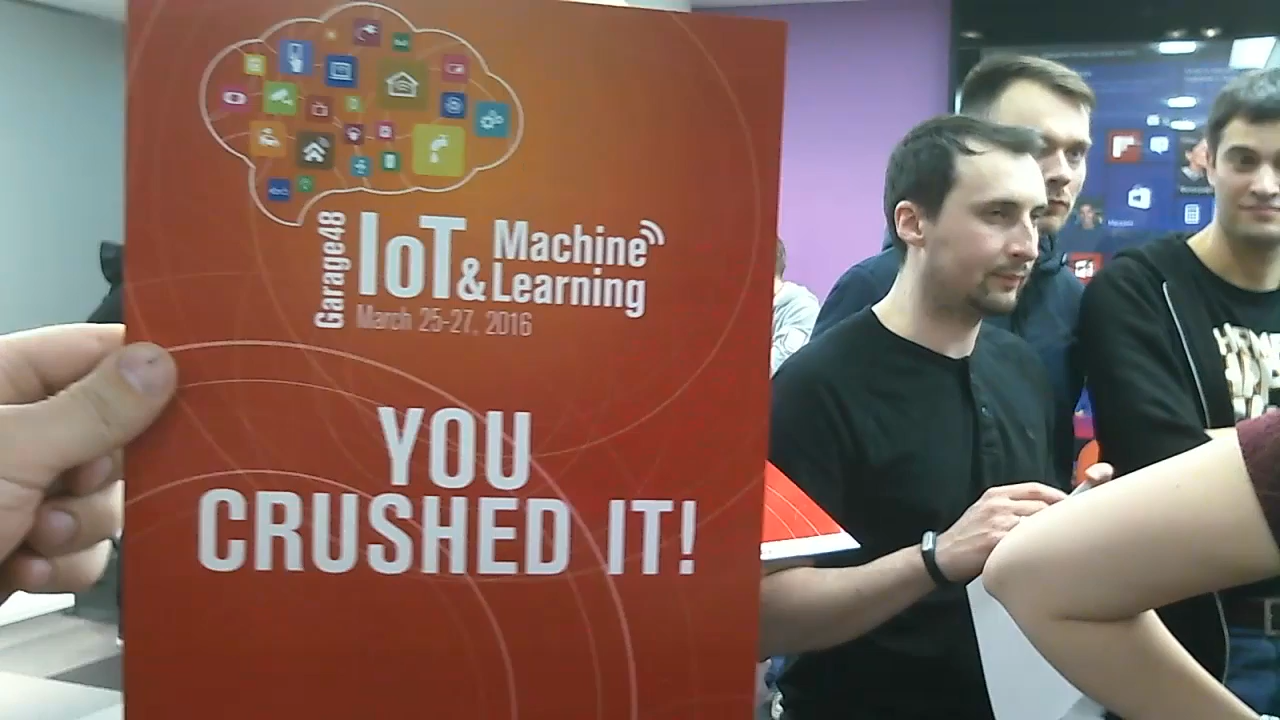 Garage48
IoT & Machine Learning
March 25-27, 2016
YOU
CRUSHED IT!